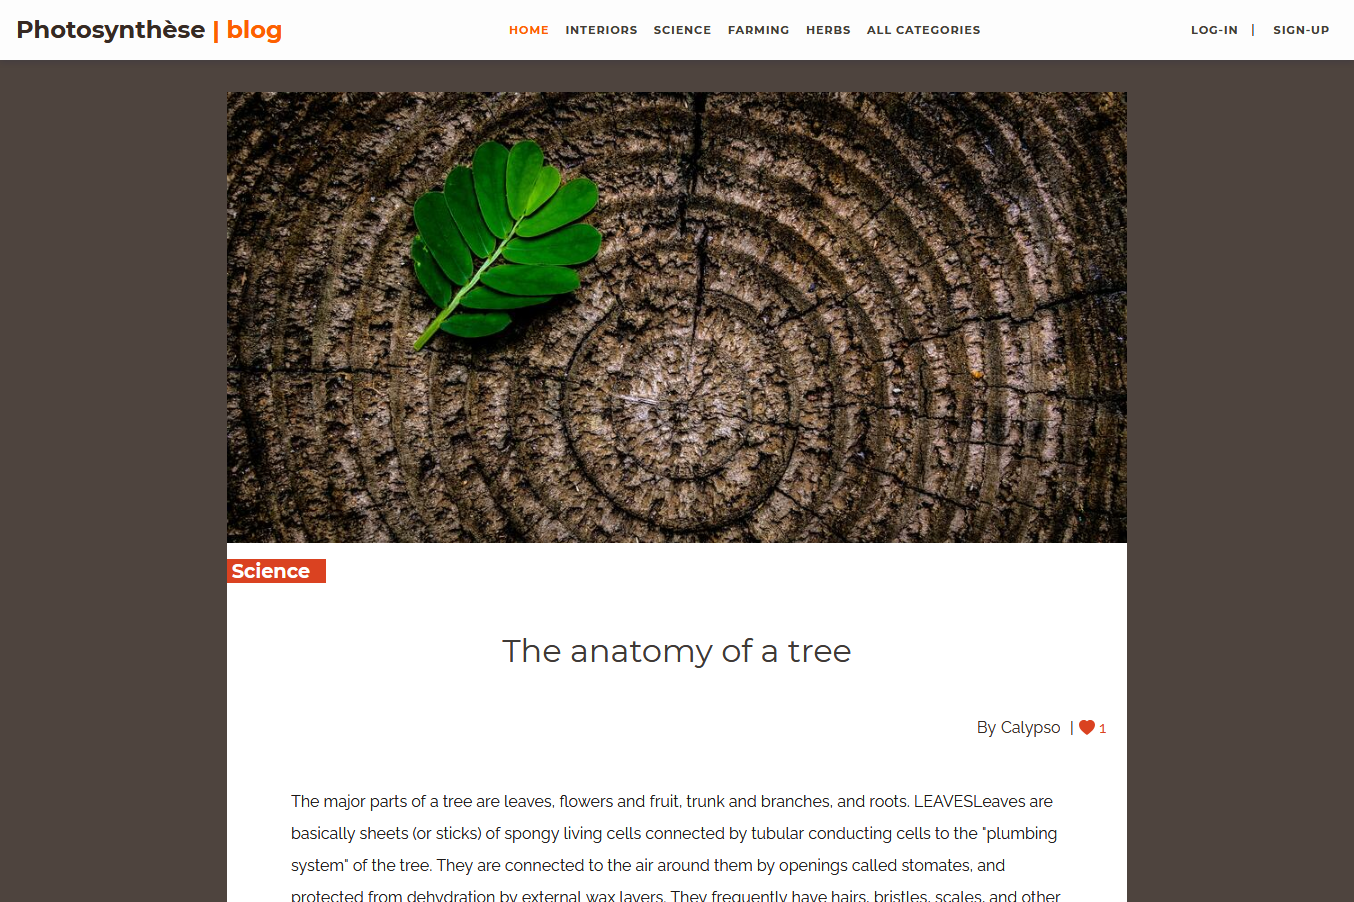 Photosynthèse | blog
HOME INTERIORS SCIENCE FARMING HERBS ALL CATEGORIES
LOG-IN | SIGN-UP
Science
The anatomy of a tree
By Calypso | 1
The major parts of a tree are leaves, flowers and fruit, trunk and branches, and roots. LEAVESLeaves are
basically sheets (or sticks) of spongy living cells connected by tubular conducting cells to the "plumbing
system" of the tree. They are connected to the air around them by openings called stomates, and
protected from dehydration by external wax layers. They frequently have hairs, bristles, scales, and other